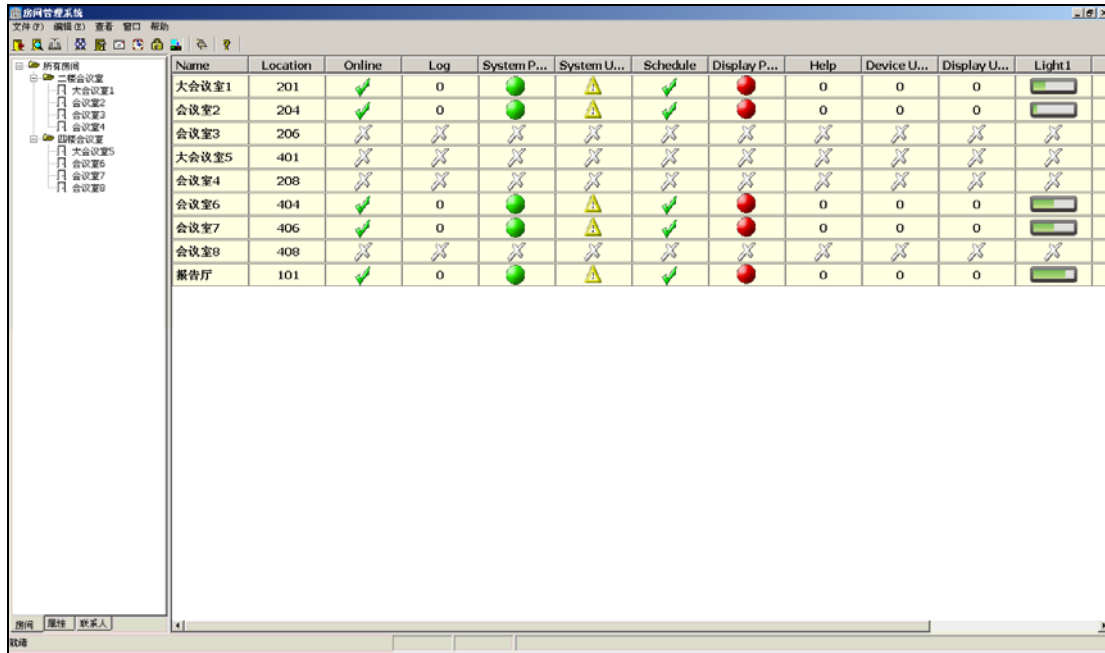 房间管理系统
文件(F) 编辑(E) 查看 窗口 帮助
所有房间
二楼会议室
大会议室1
会议室2
会议室3
会议室4
四楼会议室
大会议室5
会议室6
会议室7
会议室8
Name Location Online Log System P... System U... Schedule Display P... Help Device U... Display U... Light1
大会议室1 201 0 0 0 0
会议室2 204 0 0 0 0
会议室3 206
大会议室5 401
会议室4 208
会议室6 404 0 0 0 0
会议室7 406 0 0 0 0
会议室8 408
报告厅 101 0 0 0 0
房间 属性 联系人
就绪